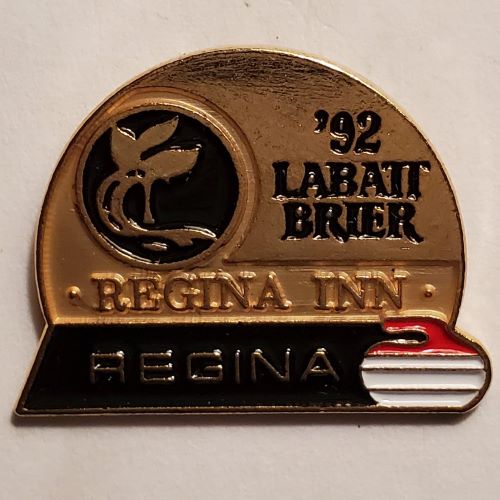 '92
LABATT
BRIER
· REGINA INN ·
REGINA